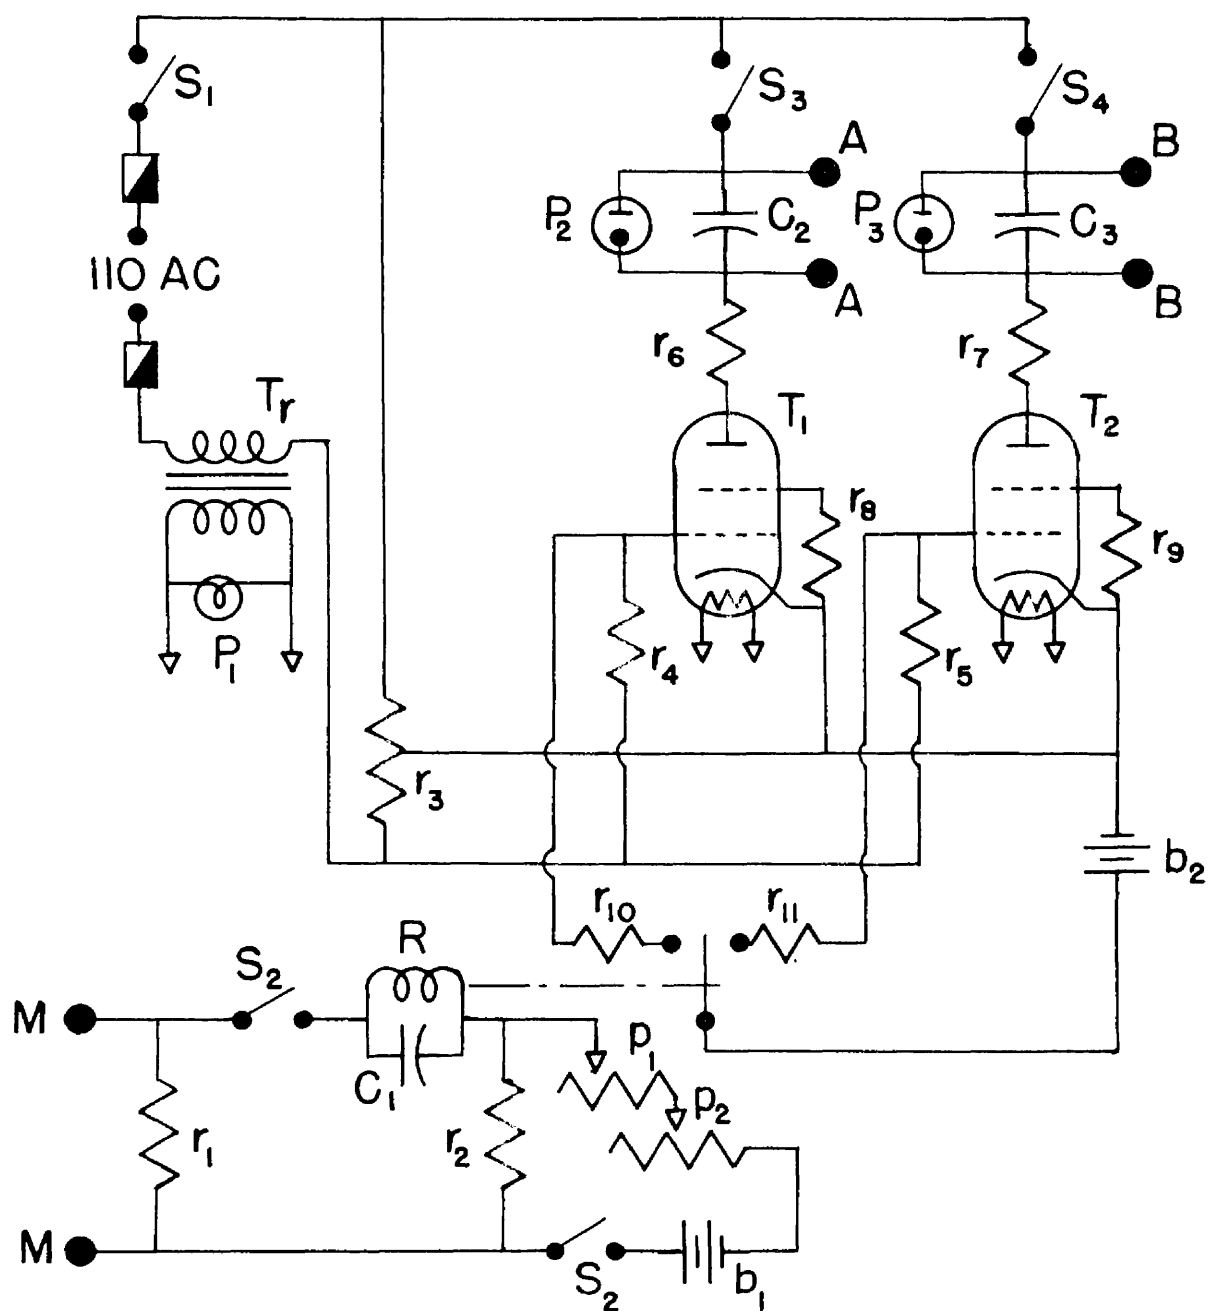 S₁
S₃
S₄
A
B
P₂
C₂
P₃
C₃
110 AC
A
B
r₆
r₇
Tr
T₁
T₂
r₈
r₉
P₁
r₄
r₅
r₃
b₂
r₁₀
r₁₁
R
S₂
M
p₁
C₁
p₂
r₁
r₂
M
S₂
b₁